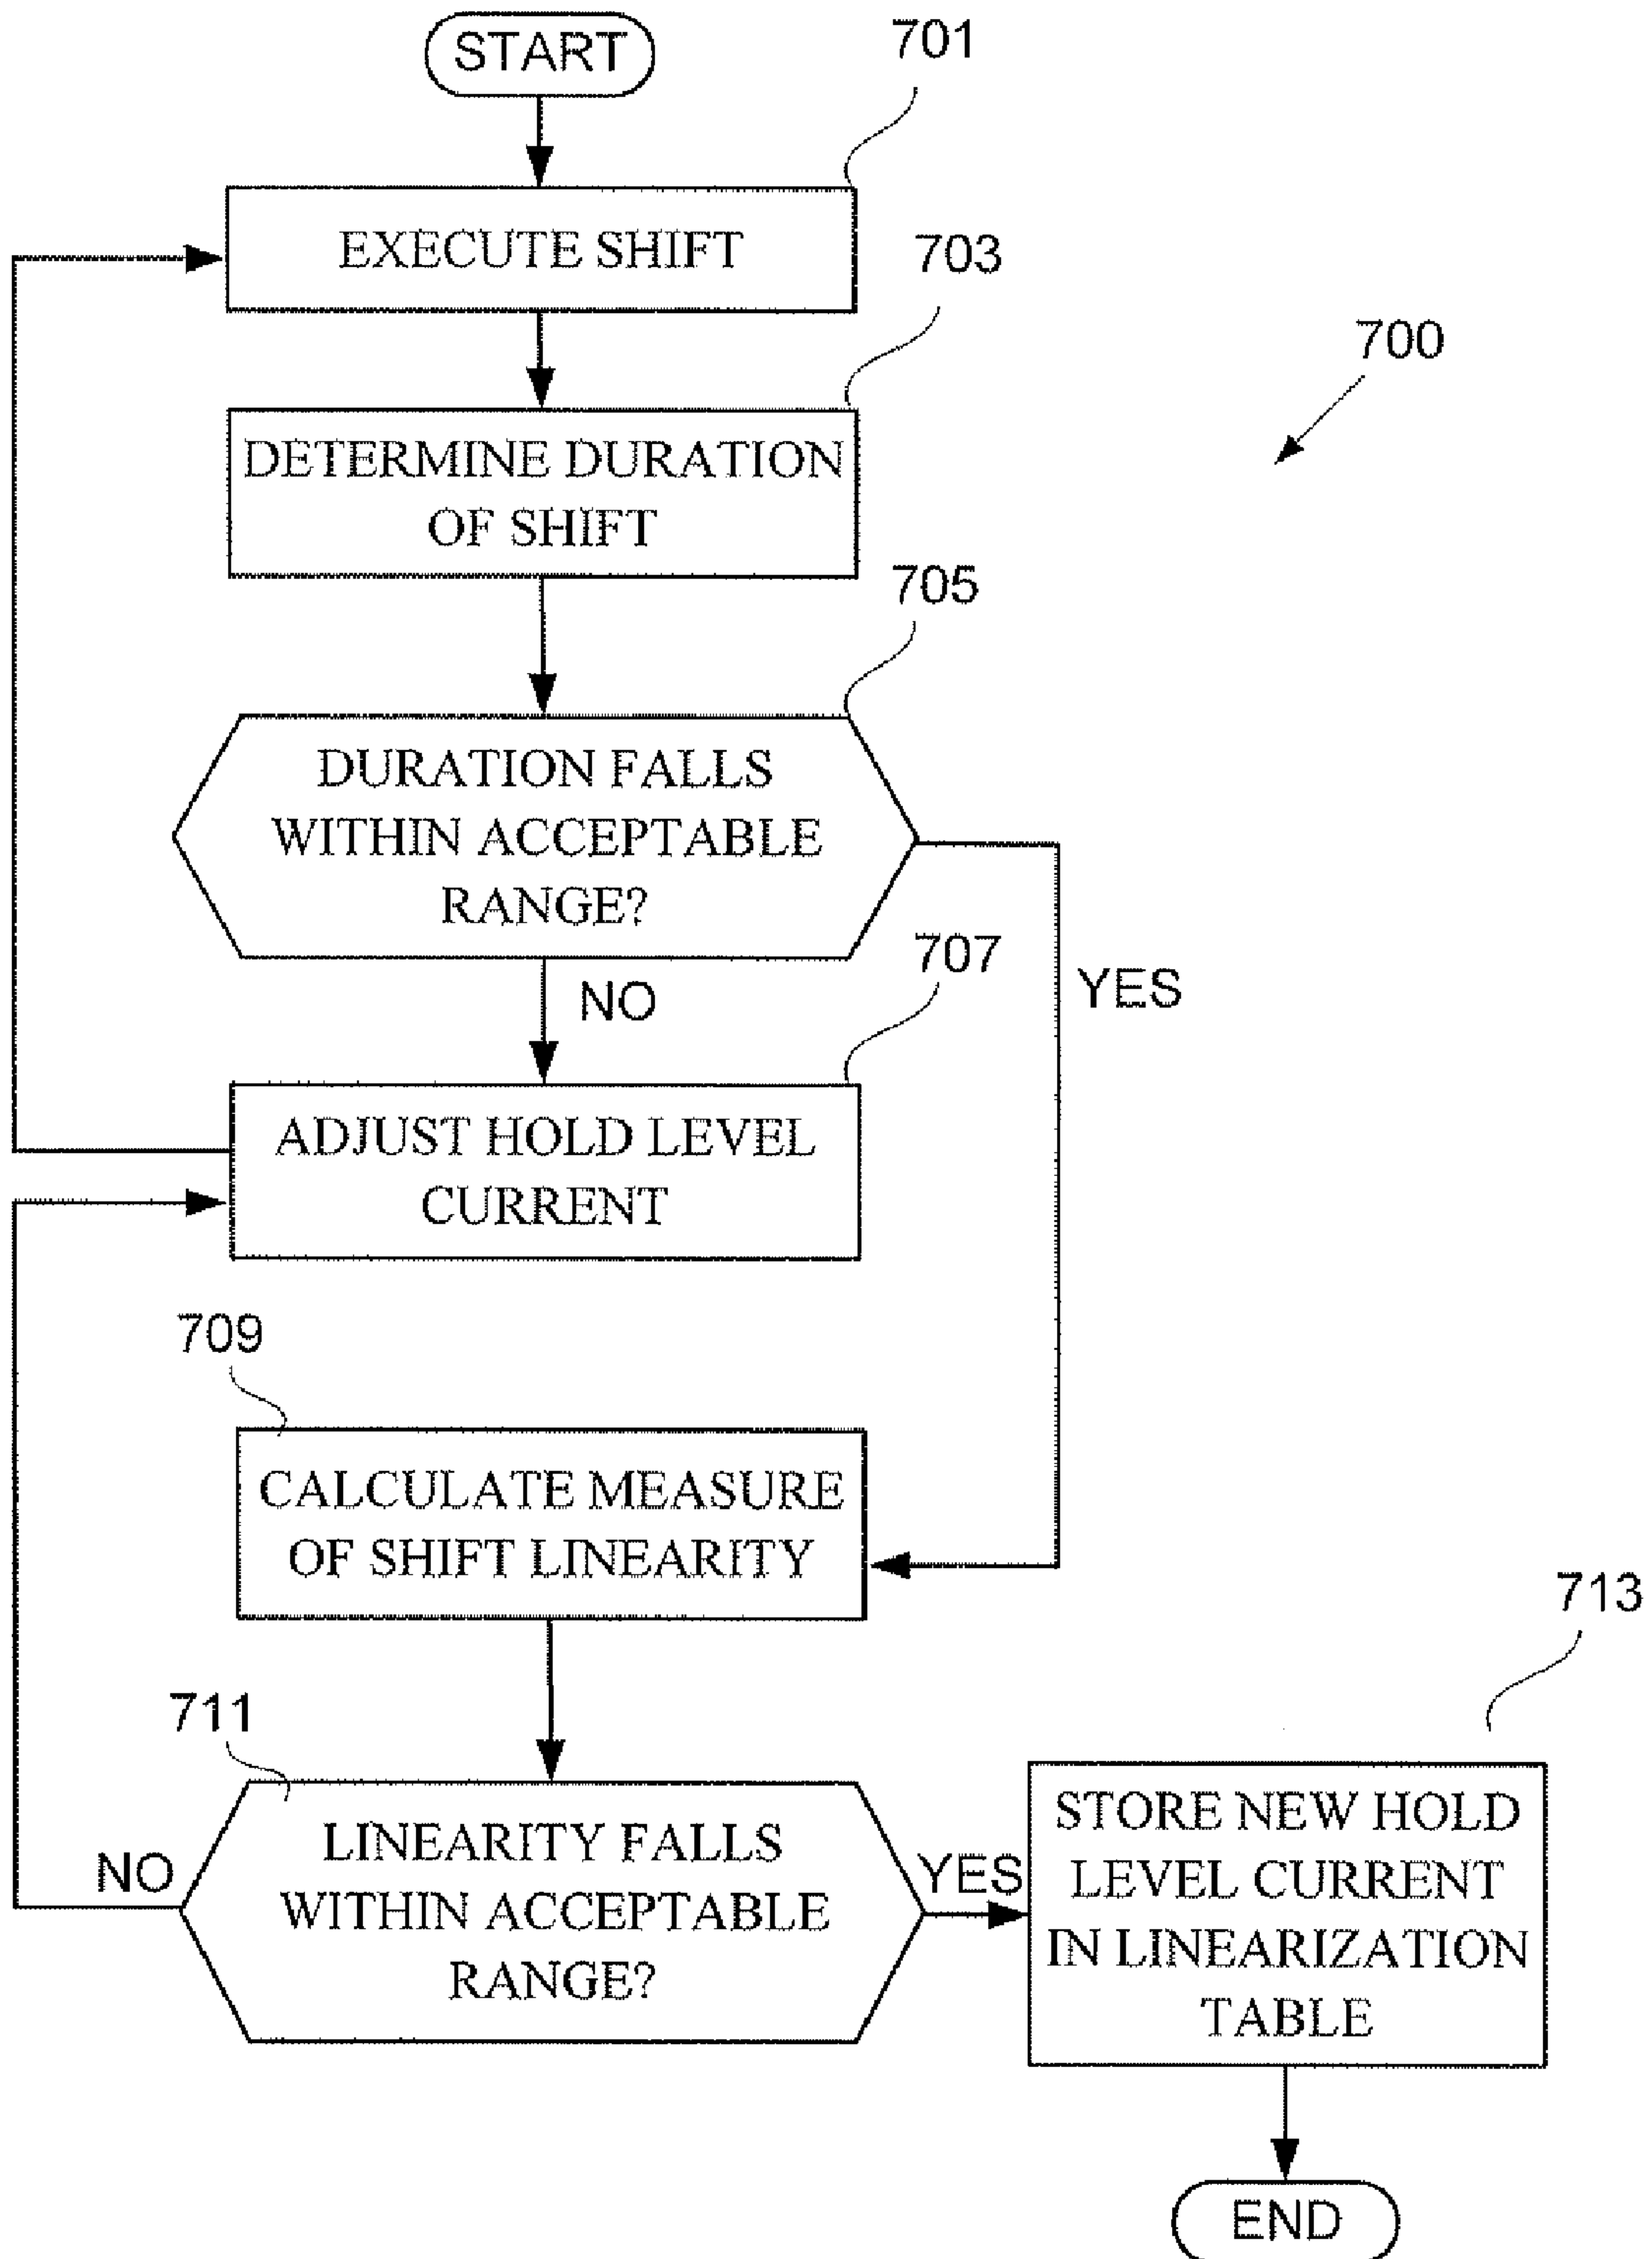 START
701
EXECUTE SHIFT
703
700
DETERMINE DURATION
OF SHIFT
705
DURATION FALLS
WITHIN ACCEPTABLE
RANGE?
NO
YES
707
ADJUST HOLD LEVEL
CURRENT
709
CALCULATE MEASURE
OF SHIFT LINEARITY
711
LINEARITY FALLS
WITHIN ACCEPTABLE
RANGE?
NO
YES
713
STORE NEW HOLD
LEVEL CURRENT
IN LINEARIZATION
TABLE
END